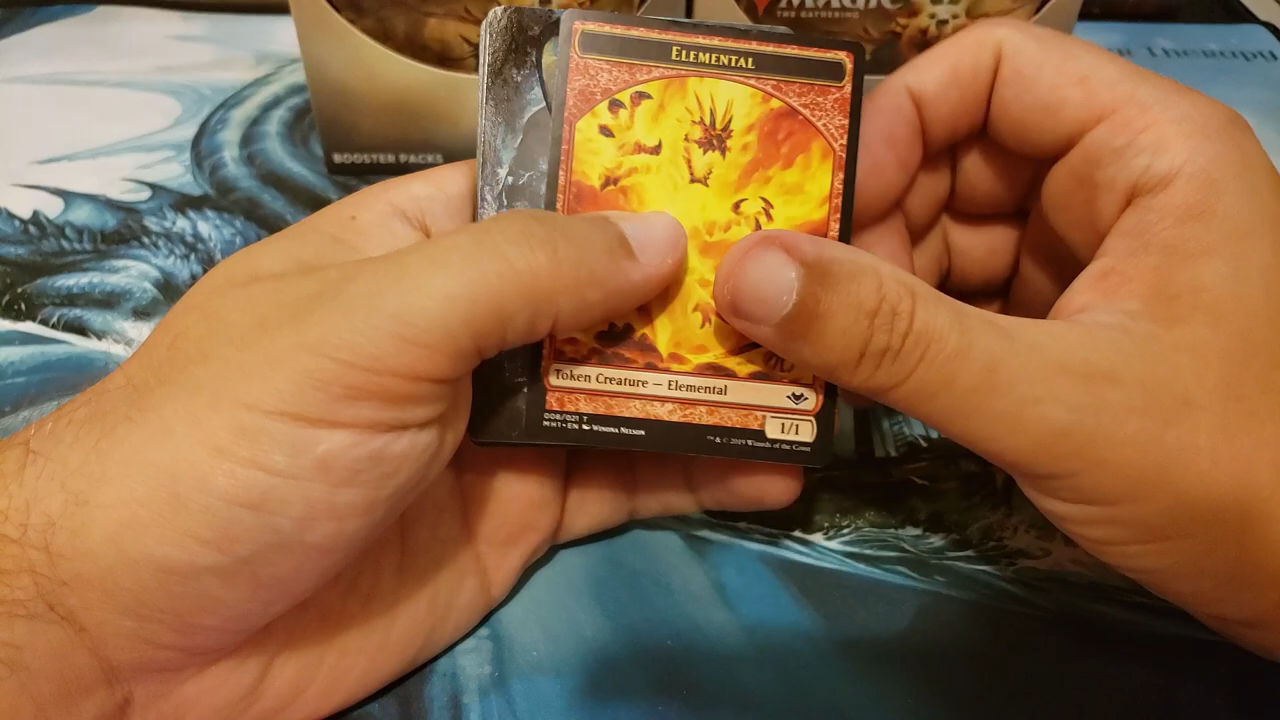 MAGIC
THE GATHERING
Therapy
BOOSTER PACKS
ELEMENTAL
Token Creature — Elemental
1/1
008/021 T
MH1 • EN Winona Nelson
™ & © 2019 Wizards of the Coast